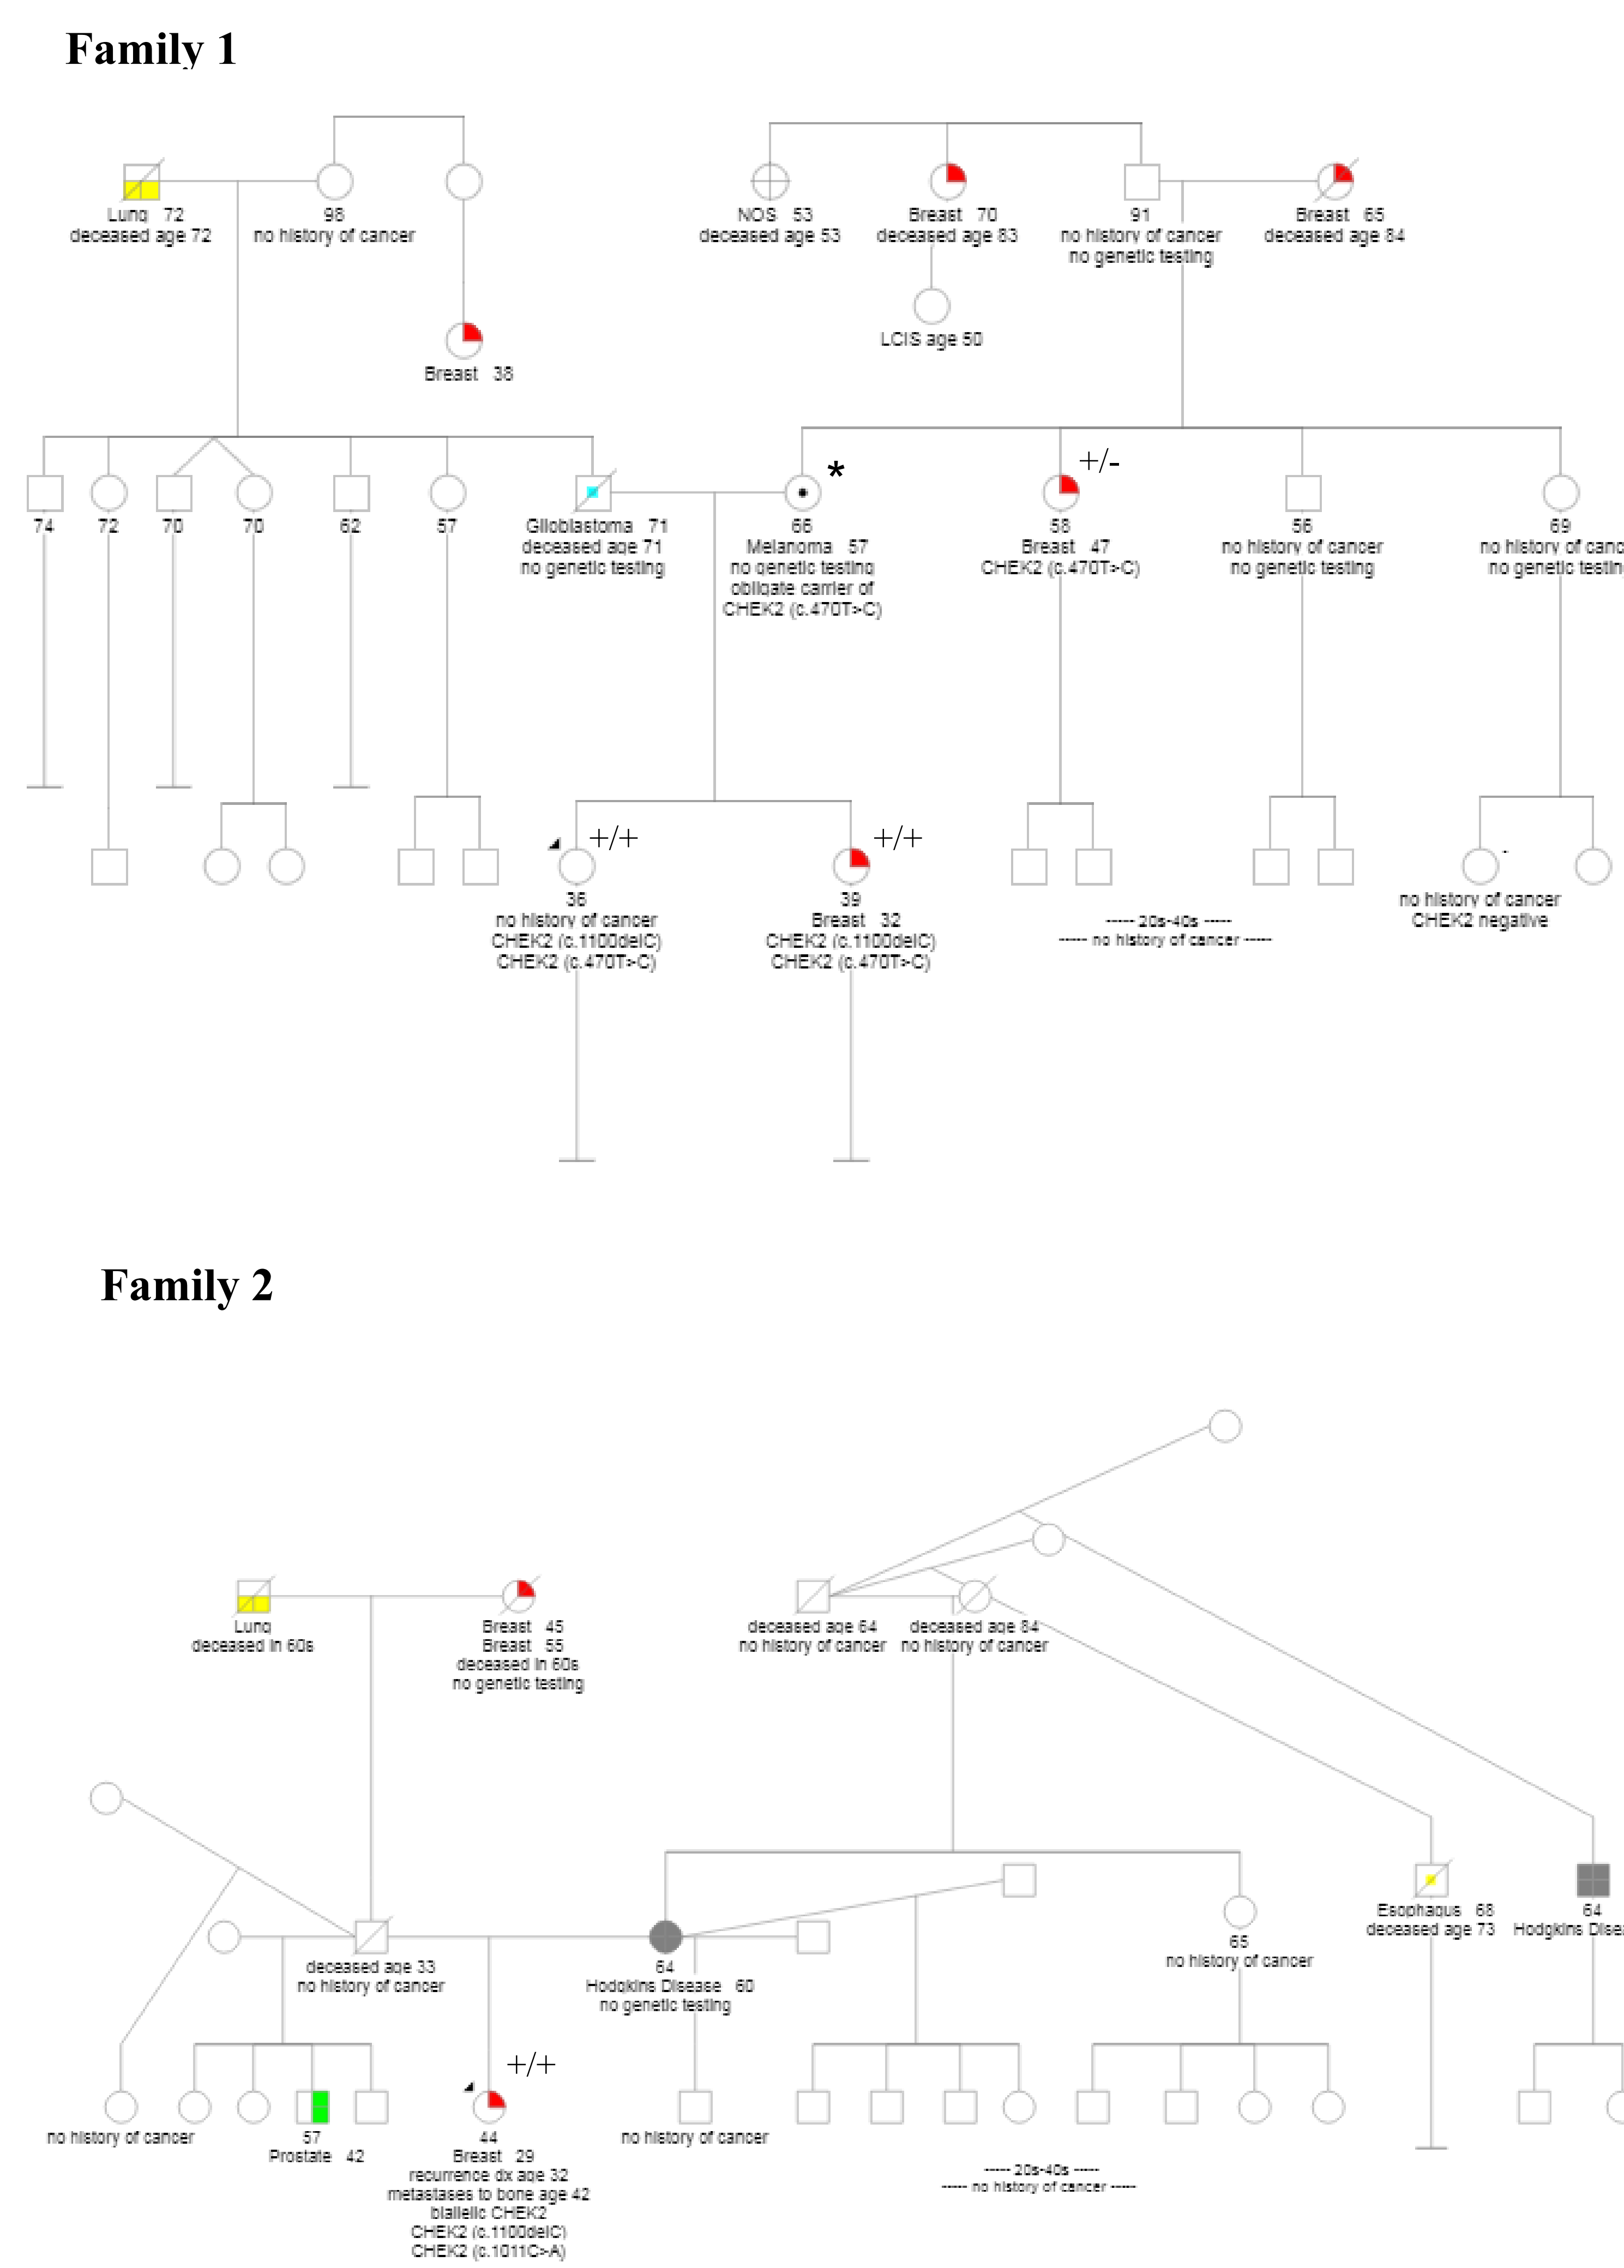 Family 1
Lung 72
deceased age 72
98
no history of cancer
NOS 53
deceased age 53
Breast 70
deceased age 83
91
no history of cancer
no genetic testing
Breast 65
deceased age 84
LCIS age 50
Breast 38
74
72
70
70
62
57
Glioblastoma 71
deceased age 71
no genetic testing
*
66
Melanoma 57
no genetic testing
obligate carrier of
CHEK2 (c.470T>C)
+/-
58
Breast 47
CHEK2 (c.470T>C)
56
no history of cancer
no genetic testing
69
no history of canc
no genetic testin
+/+
36
no history of cancer
CHEK2 (c.1100delC)
CHEK2 (c.470T>C)
+/+
39
Breast 32
CHEK2 (c.1100delC)
CHEK2 (c.470T>C)
----- 20s-40s -----
----- no history of cancer -----
-
no history of cancer
CHEK2 negative
Family 2
Lung
deceased in 60s
Breast 45
Breast 55
deceased in 60s
no genetic testing
deceased age 64
no history of cancer
deceased age 84
no history of cancer
deceased age 33
no history of cancer
64
Hodgkins Disease 60
no genetic testing
65
no history of cancer
Esophagus 68
deceased age 73
64
Hodgkins Disea
no history of cancer
57
Prostate 42
+/+
44
Breast 29
recurrence dx age 32
metastases to bone age 42
biallelic CHEK2
CHEK2 (c.1100delC)
CHEK2 (c.1011C>A)
no history of cancer
----- 20s-40s -----
----- no history of cancer -----